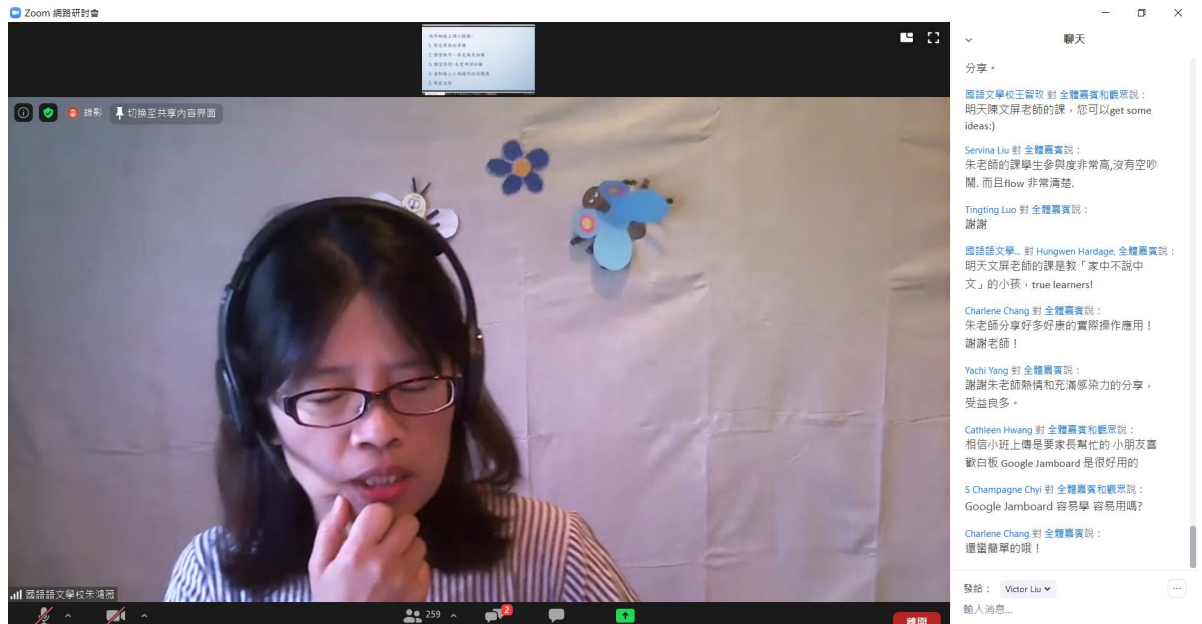 Zoom 網路研討會
錄影
切換至共享內容界面
國語語文學校朱鴻薇
259
2
離開
聊天
分享。
國語文學校王智玫 對 全體嘉賓和觀眾說：
明天陳文屏老師的課，您可以get some
ideas:)
Servina Liu 對 全體嘉賓說：
朱老師的課學生參與度非常高,沒有空吵
鬧. 而且flow 非常清楚.
Tingting Luo 對 全體嘉賓說：
謝謝
國語語文學... 對 Hungwen Hardage, 全體嘉賓說：
明天文屏老師的課是教「家中不說中
文」的小孩，true learners!
Charlene Chang 對 全體嘉賓說：
朱老師分享好多好康的實際操作應用！
謝謝老師！
Yachi Yang 對 全體嘉賓說：
謝謝朱老師熱情和充滿感染力的分享，
受益良多。
Cathleen Hwang 對 全體嘉賓和觀眾說：
相信小班上傳是要家長幫忙的 小朋友喜
歡白板 Google Jamboard 是很好用的
S Champagne Chyi 對 全體嘉賓和觀眾說：
Google Jamboard 容易學 容易用嗎?
Charlene Chang 對 全體嘉賓說：
還蠻簡單的哦！
發給： Victor Liu
輸入消息...